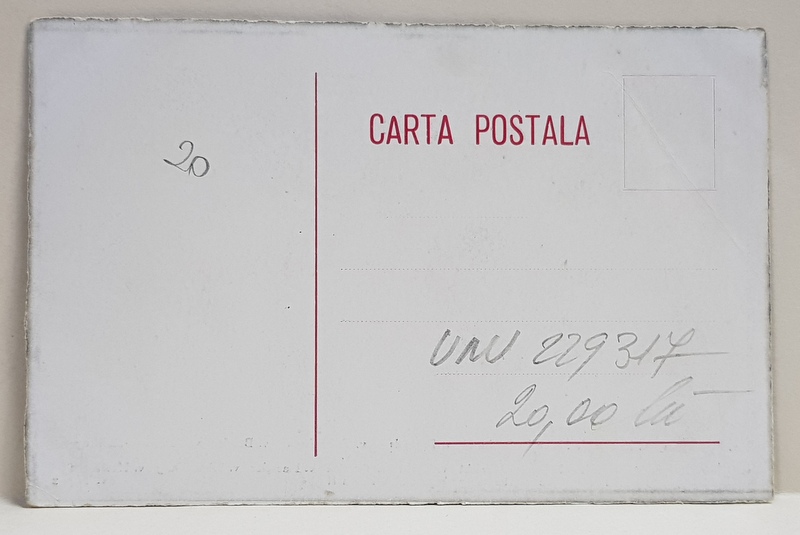 CARTA POSTALA
20
UNU 229317
20,00 lei